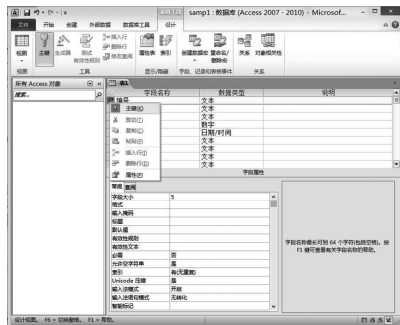 samp1 : 数据库 (Access 2007 - 2010) - Microsof...
文件 开始 创建 外部数据 数据库工具 设计
视图 主键 生成器 测试有效性规则
插入行
删除行
修改查阅
属性表 索引 创建数据宏 重命名/删除宏 关系 对象相关性
视图 工具 显示/隐藏 字段、记录和表格事件 关系
所有 Access 对象
搜索...
表1
字段名称 数据类型 说明
编号 文本
主键(K)
剪切(T)
复制(C)
粘贴(P)
插入行(I)
删除行(D)
属性(P)
文本
文本
数字
日期/时间
文本
文本
文本
文本
字段属性
常规 查阅
字段大小 5
格式
输入掩码
标题
默认值
有效性规则
有效性文本
必需 否
允许空字符串 是
索引 有(无重复)
Unicode 压缩 是
输入法模式 开启
输入法语句模式 无转化
智能标记
字段名称最长可到 64 个字符(包括空格)。按 F1 键可查看有关字段名称的帮助。
设计视图。 F6 = 切换窗格。 F1 = 帮助。